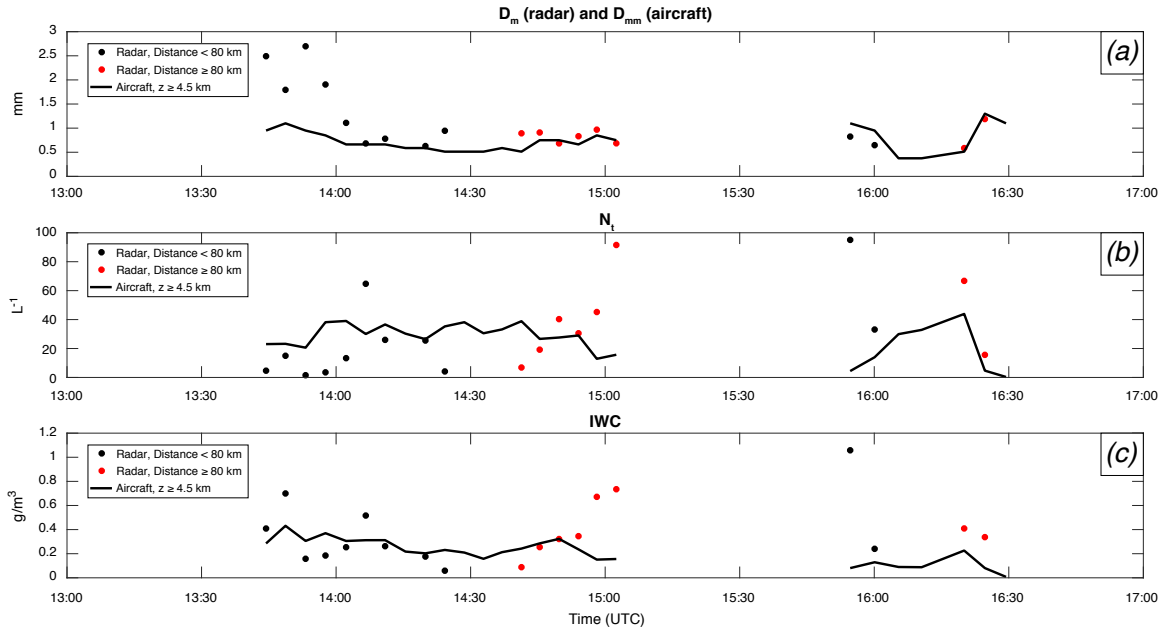 D_m (radar) and D_mm (aircraft)
(a)
Radar, Distance < 80 km
Radar, Distance ≥ 80 km
Aircraft, z ≥ 4.5 km
mm
3
2.5
2
1.5
1
0.5
0
13:00 13:30 14:00 14:30 15:00 15:30 16:00 16:30 17:00
N_t
(b)
Radar, Distance < 80 km
Radar, Distance ≥ 80 km
Aircraft, z ≥ 4.5 km
L^-1
100
80
60
40
20
0
13:00 13:30 14:00 14:30 15:00 15:30 16:00 16:30 17:00
IWC
(c)
Radar, Distance < 80 km
Radar, Distance ≥ 80 km
Aircraft, z ≥ 4.5 km
g/m^3
1.2
1
0.8
0.6
0.4
0.2
0
13:00 13:30 14:00 14:30 15:00 15:30 16:00 16:30 17:00
Time (UTC)